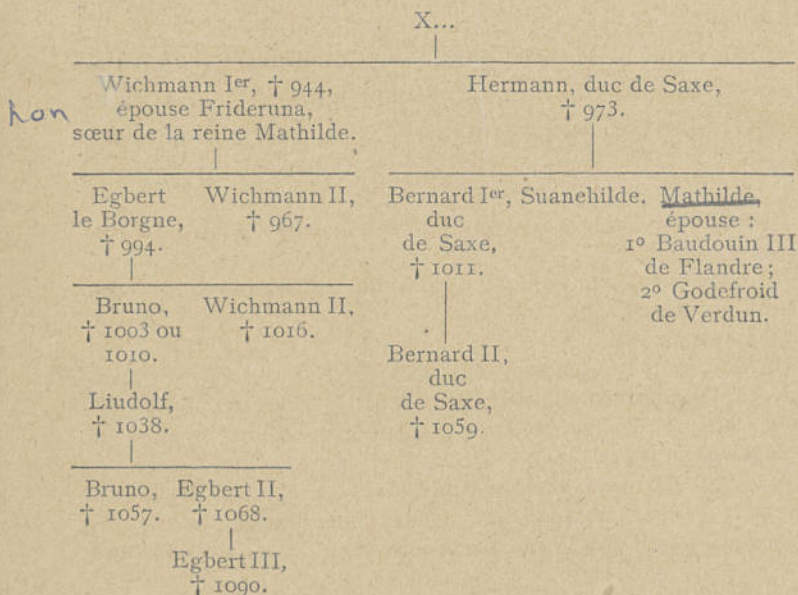 X...
Wichmann Iᵉʳ, † 944,
épouse Frideruna,
sœur de la reine Mathilde.
Hermann, duc de Saxe,
† 973.
Egbert
le Borgne,
† 994.
Wichmann II,
† 967.
Bernard Iᵉʳ,
duc
de Saxe,
† 1011.
Suanehilde.
Mathilde,
épouse :
1º Baudouin III
de Flandre ;
2º Godefroid
de Verdun.
Bruno,
† 1003 ou
1010.
Wichmann II,
† 1016.
Bernard II,
duc
de Saxe,
† 1059.
Liudolf,
† 1038.
Bruno,
† 1057.
Egbert II,
† 1068.
Egbert III,
† 1090.